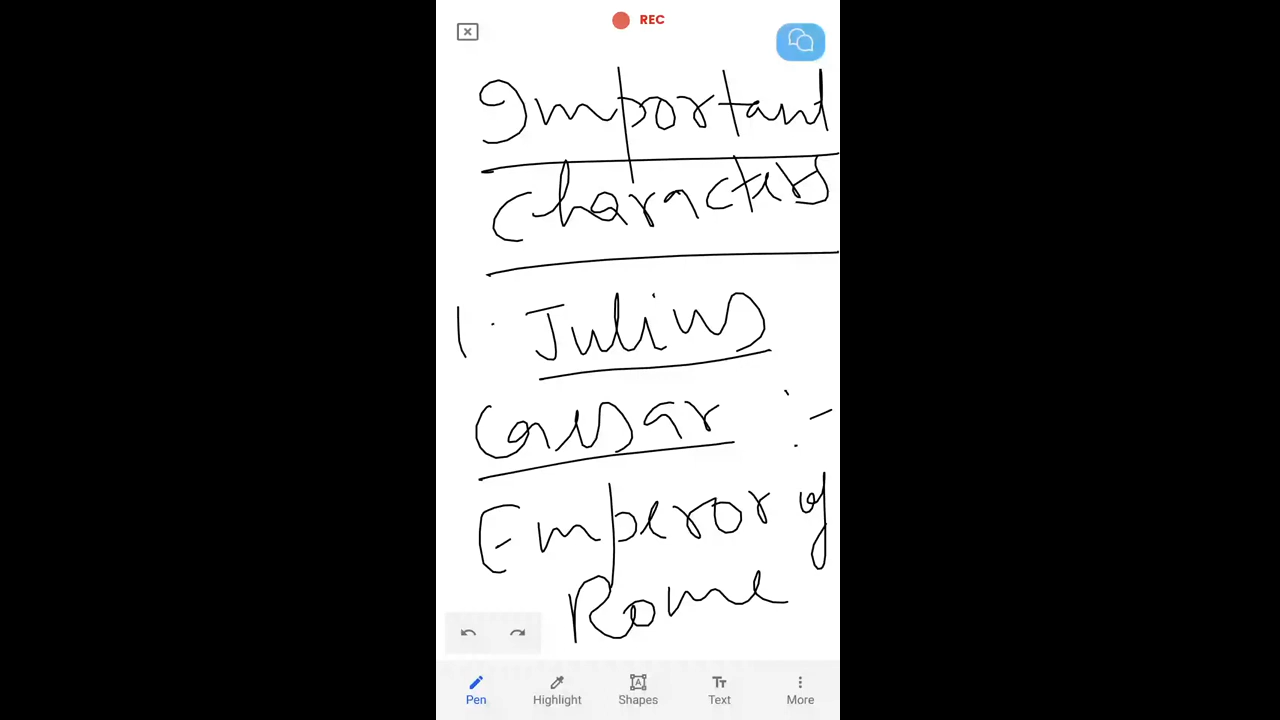 REC
Important
characters
1. Julius
Caesar :-
Emperor of
Rome
Pen Highlight Shapes Text More